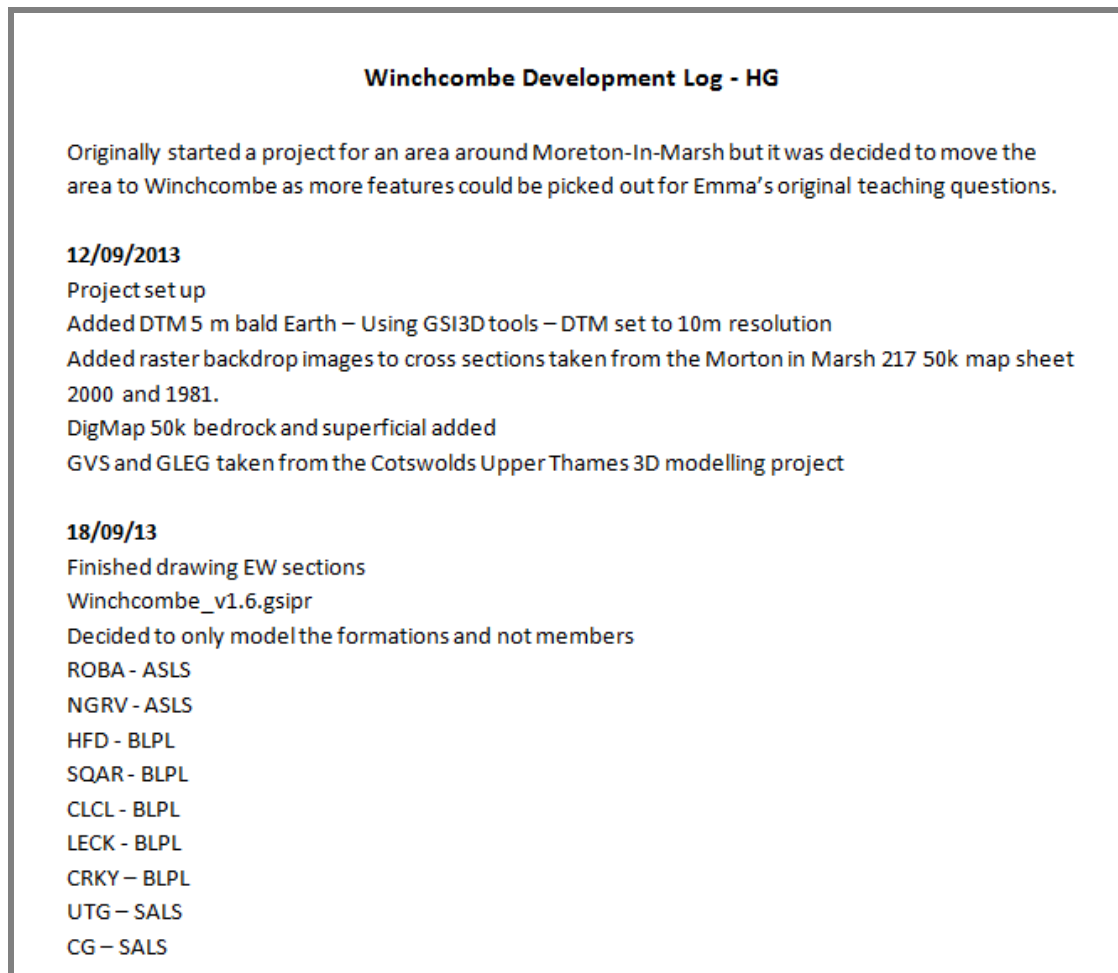 Winchcombe Development Log - HG
Originally started a project for an area around Moreton-In-Marsh but it was decided to move the
area to Winchcombe as more features could be picked out for Emma's original teaching questions.
12/09/2013
Project set up
Added DTM 5 m bald Earth – Using GSI3D tools – DTM set to 10m resolution
Added raster backdrop images to cross sections taken from the Morton in Marsh 217 50k map sheet
2000 and 1981.
DigMap 50k bedrock and superficial added
GVS and GLEG taken from the Cotswolds Upper Thames 3D modelling project
18/09/13
Finished drawing EW sections
Winchcombe_v1.6.gsipr
Decided to only model the formations and not members
ROBA - ASLS
NGRV - ASLS
HFD - BLPL
SQAR - BLPL
CLCL - BLPL
LECK - BLPL
CRKY – BLPL
UTG – SALS
CG – SALS